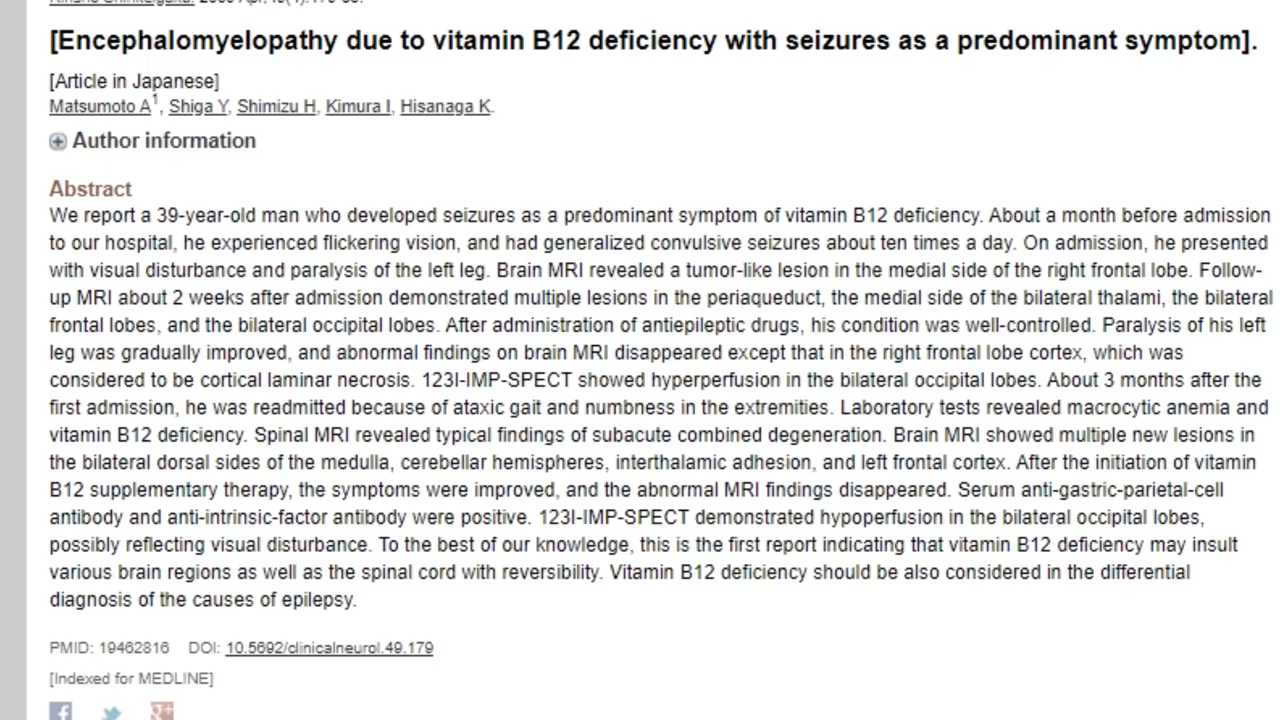 [Encephalomyelopathy due to vitamin B12 deficiency with seizures as a predominant symptom].
[Article in Japanese]
Matsumoto A1, Shiga Y, Shimizu H, Kimura I, Hisanaga K.
Author information
Abstract
We report a 39-year-old man who developed seizures as a predominant symptom of vitamin B12 deficiency. About a month before admission
to our hospital, he experienced flickering vision, and had generalized convulsive seizures about ten times a day. On admission, he presented
with visual disturbance and paralysis of the left leg. Brain MRI revealed a tumor-like lesion in the medial side of the right frontal lobe. Follow-
up MRI about 2 weeks after admission demonstrated multiple lesions in the periaqueduct, the medial side of the bilateral thalami, the bilateral
frontal lobes, and the bilateral occipital lobes. After administration of antiepileptic drugs, his condition was well-controlled. Paralysis of his left
leg was gradually improved, and abnormal findings on brain MRI disappeared except that in the right frontal lobe cortex, which was
considered to be cortical laminar necrosis. 123I-IMP-SPECT showed hyperperfusion in the bilateral occipital lobes. About 3 months after the
first admission, he was readmitted because of ataxic gait and numbness in the extremities. Laboratory tests revealed macrocytic anemia and
vitamin B12 deficiency. Spinal MRI revealed typical findings of subacute combined degeneration. Brain MRI showed multiple new lesions in
the bilateral dorsal sides of the medulla, cerebellar hemispheres, interthalamic adhesion, and left frontal cortex. After the initiation of vitamin
B12 supplementary therapy, the symptoms were improved, and the abnormal MRI findings disappeared. Serum anti-gastric-parietal-cell
antibody and anti-intrinsic-factor antibody were positive. 123I-IMP-SPECT demonstrated hypoperfusion in the bilateral occipital lobes,
possibly reflecting visual disturbance. To the best of our knowledge, this is the first report indicating that vitamin B12 deficiency may insult
various brain regions as well as the spinal cord with reversibility. Vitamin B12 deficiency should be also considered in the differential
diagnosis of the causes of epilepsy.
PMID: 19462816 DOI: 10.5692/clinicalneurol.49.179
[Indexed for MEDLINE]